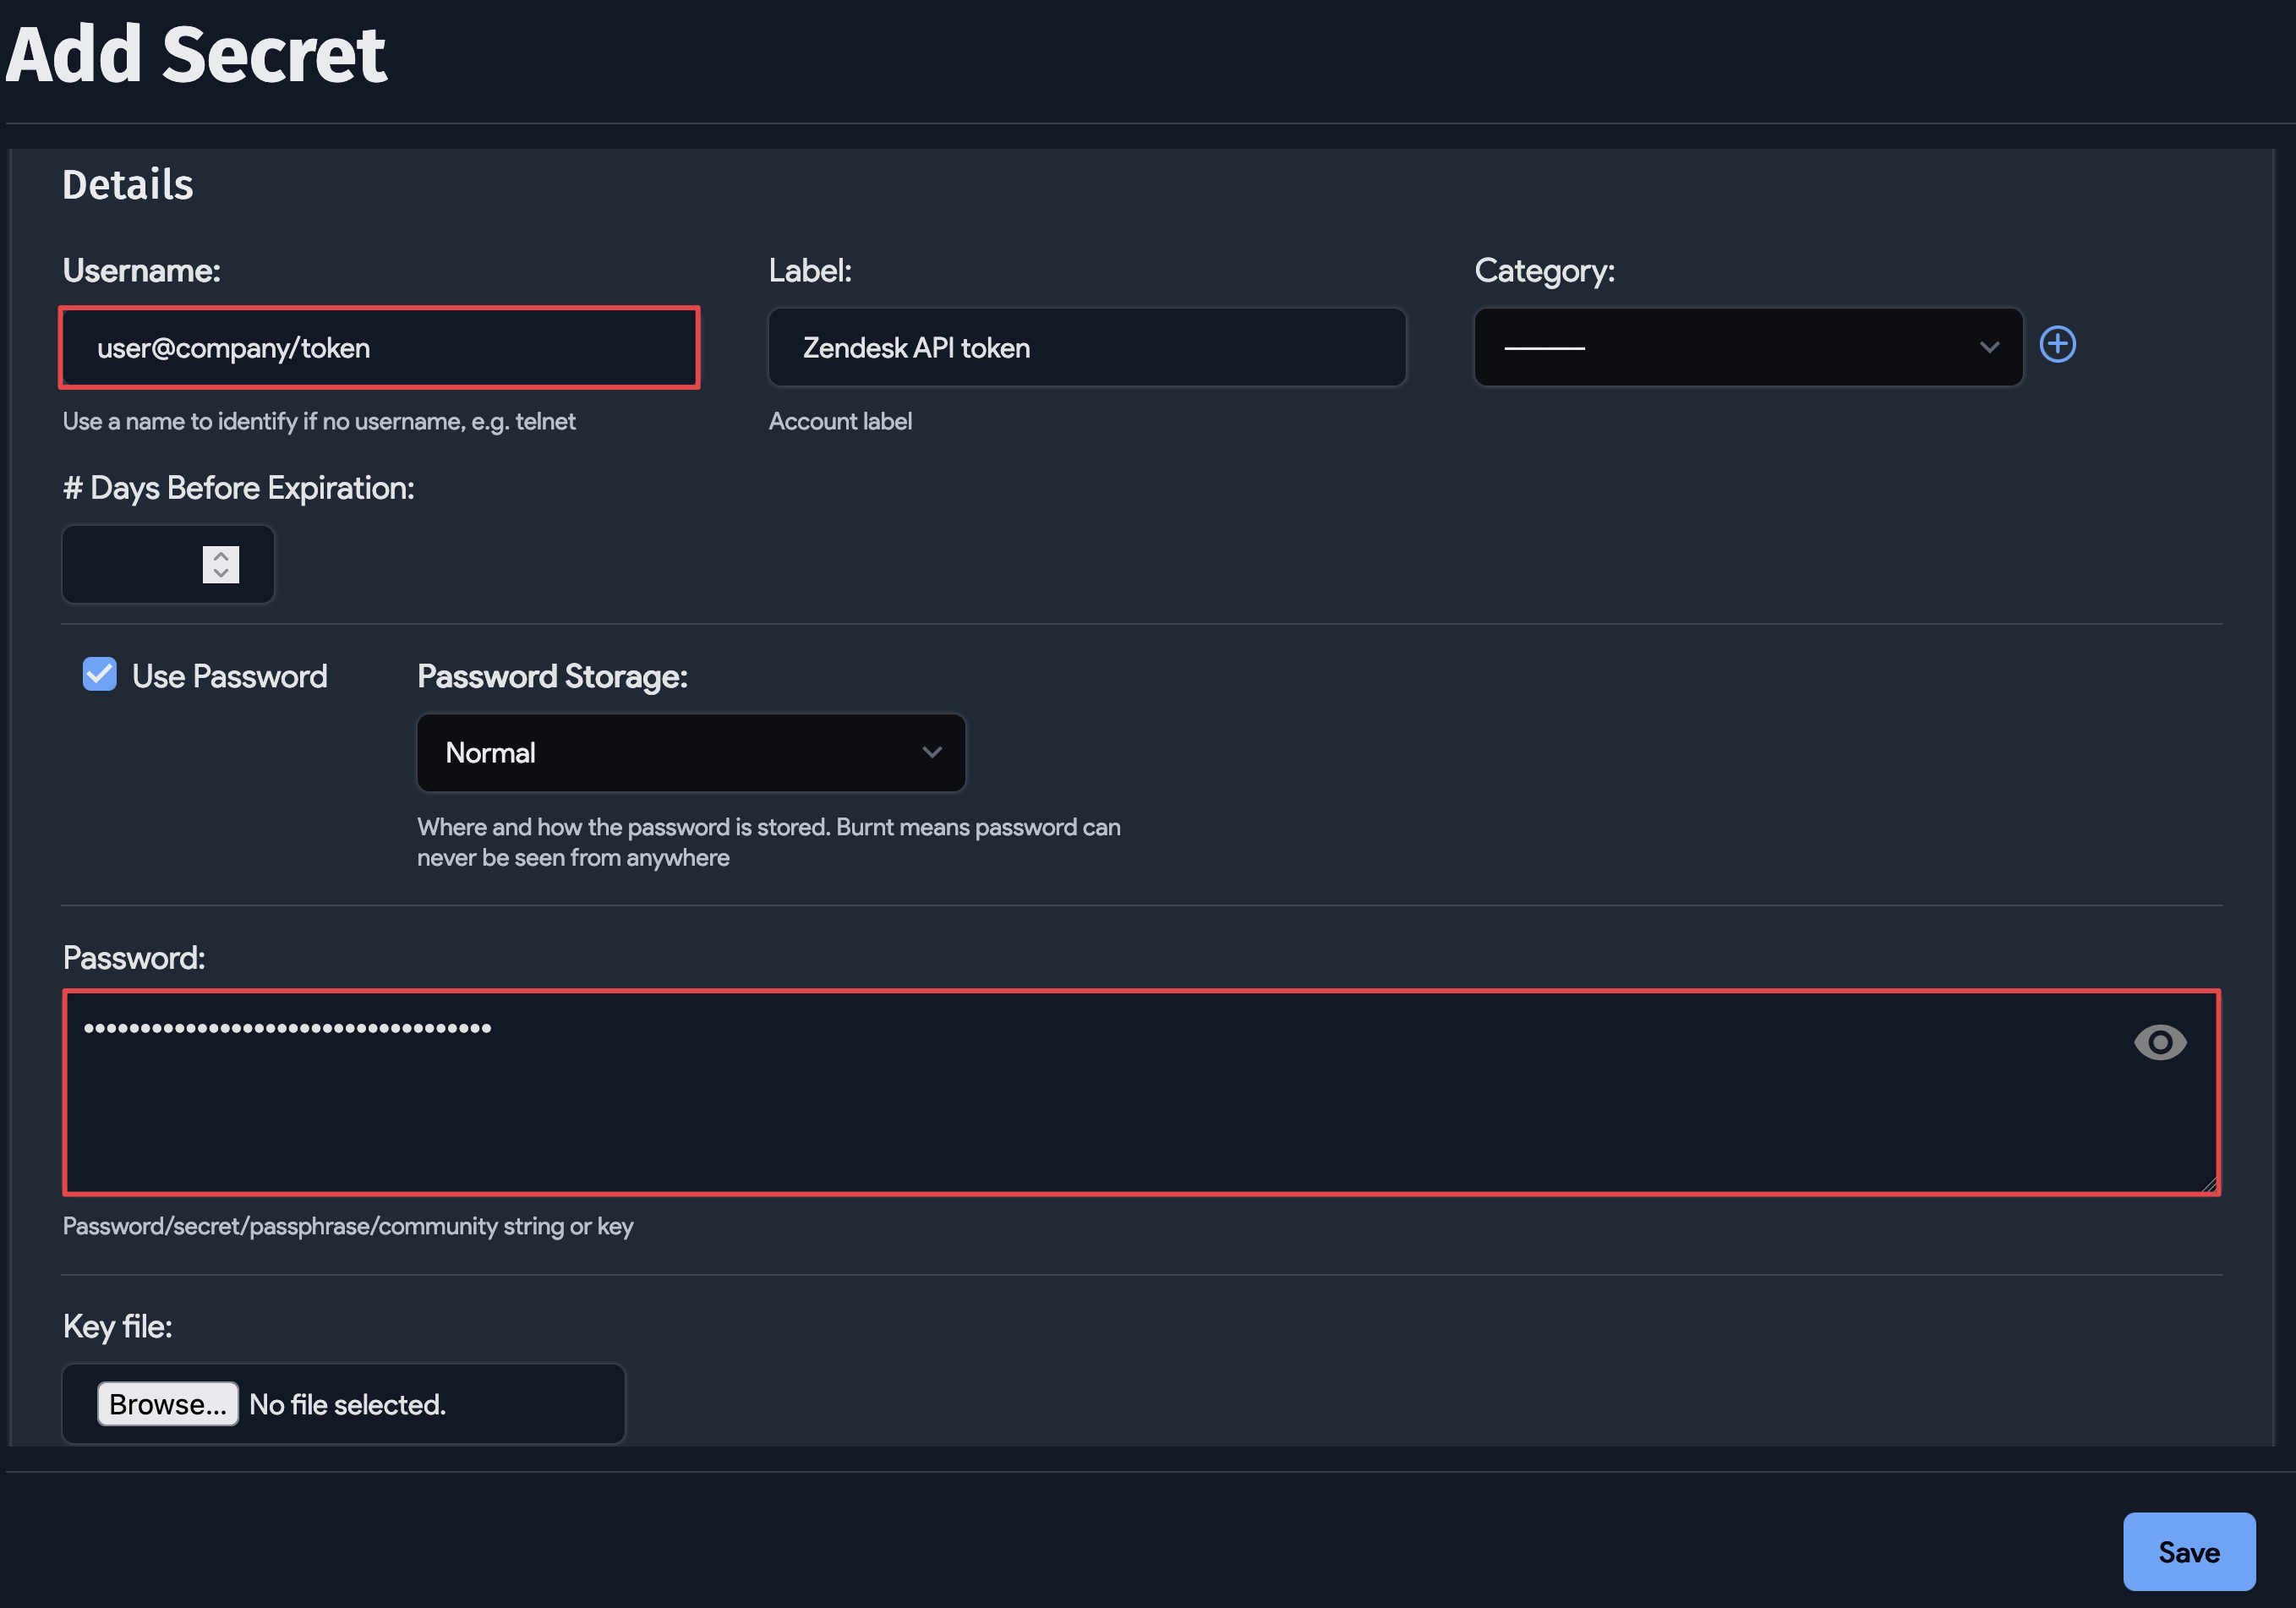 Add Secret
Details
Username:
Label:
Category:
user@company/token
Zendesk API token
Use a name to identify if no username, e.g. telnet
Account label
# Days Before Expiration:
Use Password
Password Storage:
Normal
Where and how the password is stored. Burnt means password can
never be seen from anywhere
Password:
••••••••••••••••••••••••••••••••••••
Password/secret/passphrase/community string or key
Key file:
Browse... No file selected.
Save